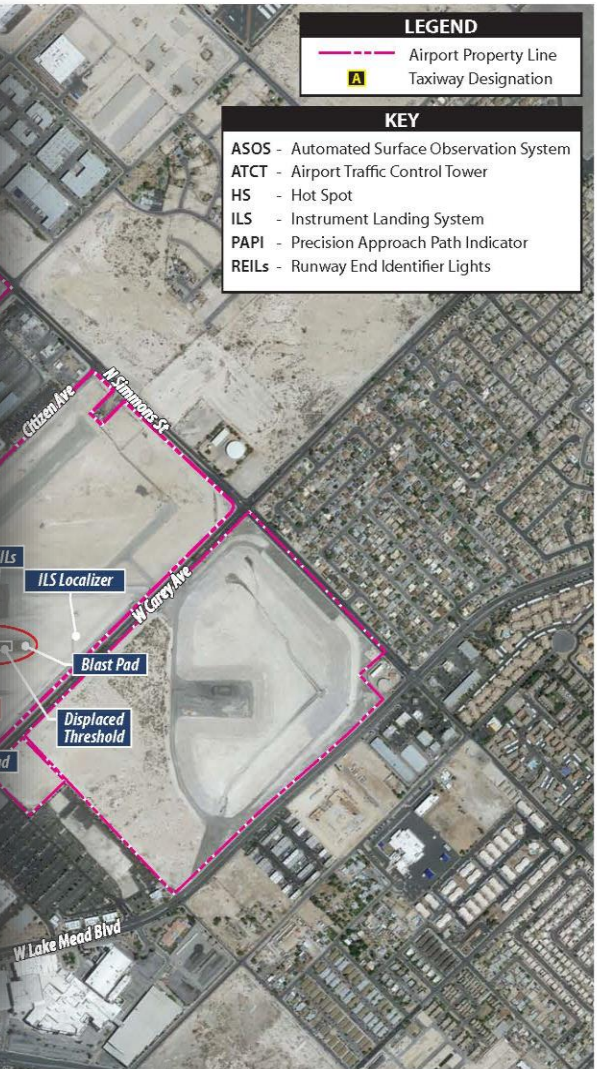 LEGEND
Airport Property Line
A Taxiway Designation
KEY
ASOS - Automated Surface Observation System
ATCT - Airport Traffic Control Tower
HS - Hot Spot
ILS - Instrument Landing System
PAPI - Precision Approach Path Indicator
REILs - Runway End Identifier Lights
N Simmons St
Citizen Ave
ILs
ILS Localizer
W Carey Ave
Blast Pad
Displaced
Threshold
W Lake Mead Blvd